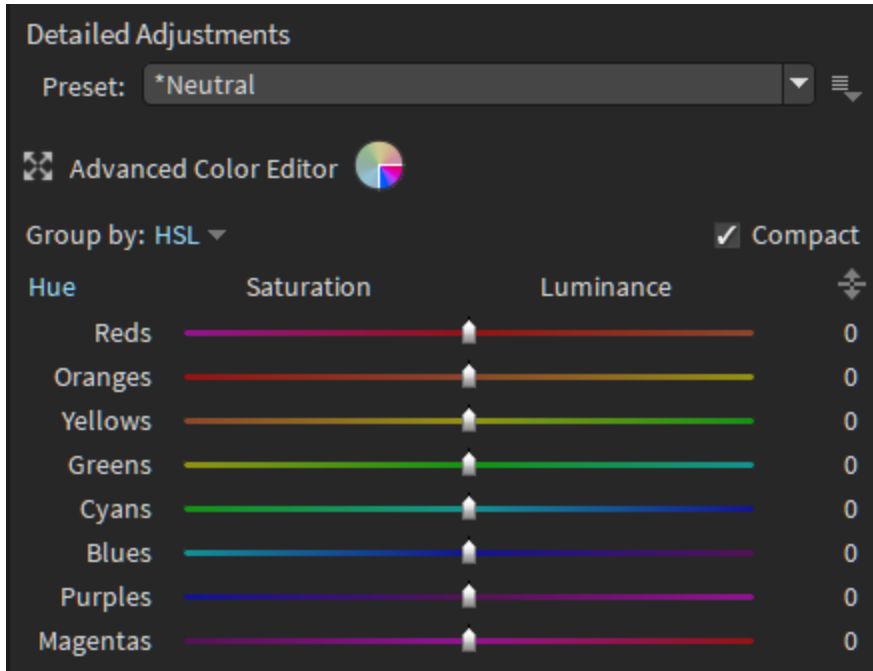 Detailed Adjustments
Preset: *Neutral
Advanced Color Editor
Group by: HSL Compact
Hue Saturation Luminance
Reds 0
Oranges 0
Yellows 0
Greens 0
Cyans 0
Blues 0
Purples 0
Magentas 0